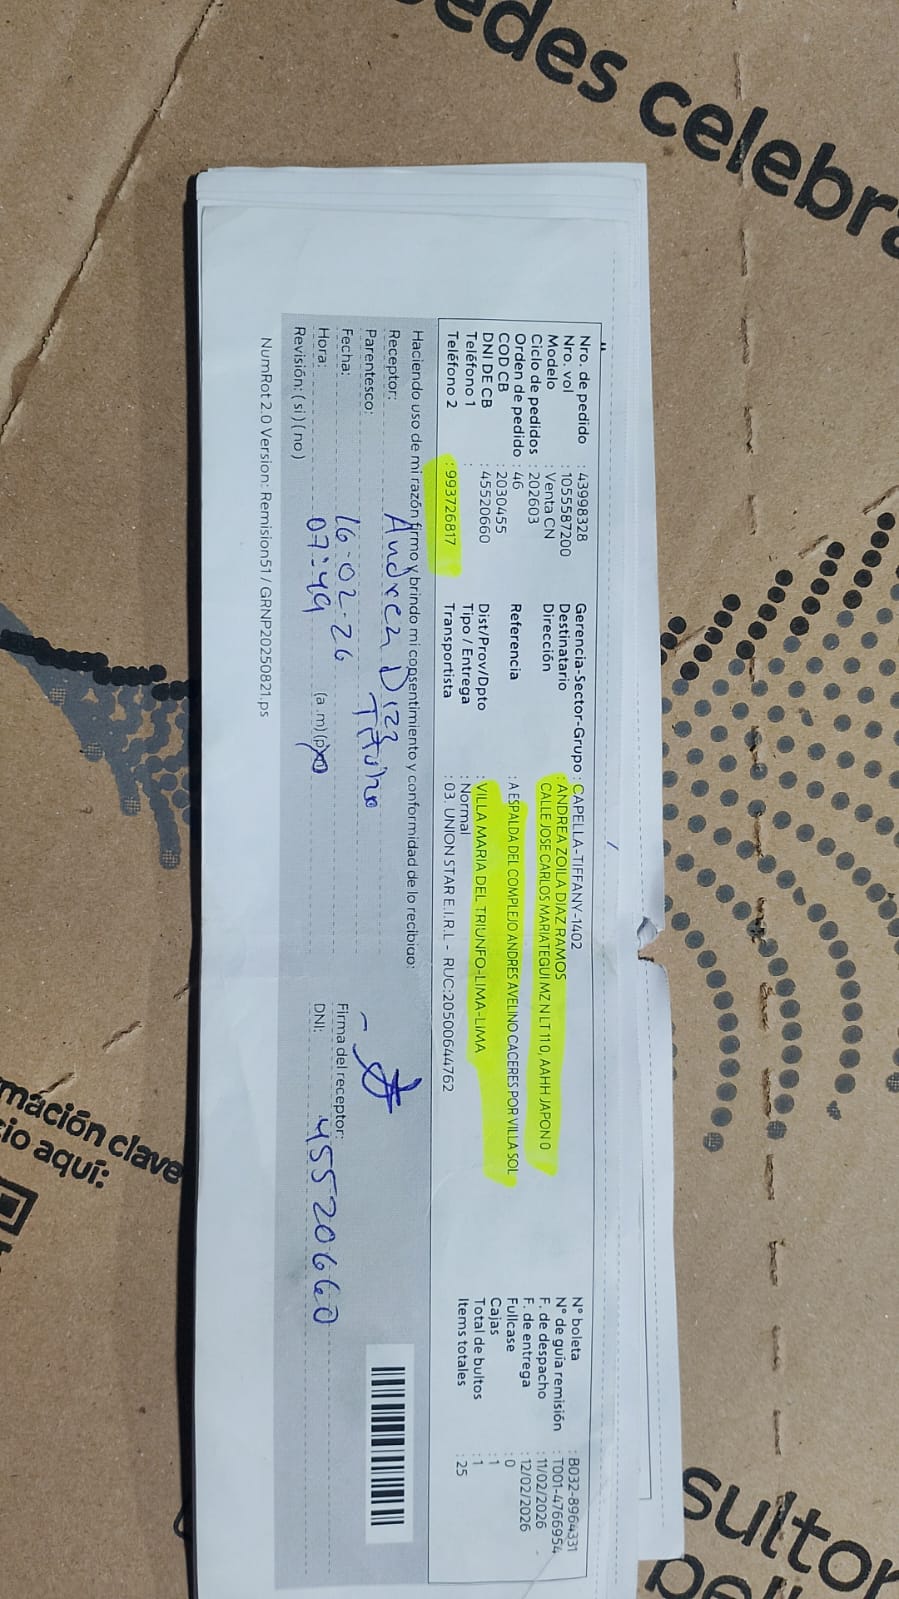 edes celebra
Nro. de pedido : 43998328
Nro. vol : 1055587200
Modelo : Venta CN
Ciclo de pedidos : 202603
Orden de pedido : 46
COD CB : 2030455
DNI DE CB : 45520660
Teléfono 1 :
Teléfono 2 : 993726817
Gerencia-Sector-Grupo : CAPELLA-TIFFANY-1402
Destinatario : ANDREA ZOILA DIAZ RAMOS
Dirección CALLE JOSE CARLOS MARIATEGUI MZ N LT 110, AAHH JAPON 0
Referencia : A ESPALDA DEL COMPLEJO ANDRES AVELINO CACERES POR VILLA SOL
Dist/Prov/Dpto : VILLA MARIA DEL TRIUNFO-LIMA-LIMA
Tipo / Entrega : Normal
Transportista : 03. UNION STAR E.I.R.L - RUC:20500644762
N° boleta : B032-8964331
N° de guia remisión : T001-4766954
F. de despacho : 11/02/2026
F. de entrega : 12/02/2026
Fullcase : 0
Cajas : 1
Total de bultos : 1
Items totales : 25
Haciendo uso de mi razón firmo y brindo mi consentimiento y conformidad de lo recibido:
Receptor: Andrea Diaz
Parentesco: Titular
Fecha: 16-02-26
Hora: 07:49 (a.m)(p
Revisión: (si) (no)
Firma del receptor:
DNI: 45520660
NumRot 2.0 Version: Remision51 / GRNP20250821.ps
mación clave
io aquí:
sultor
bel